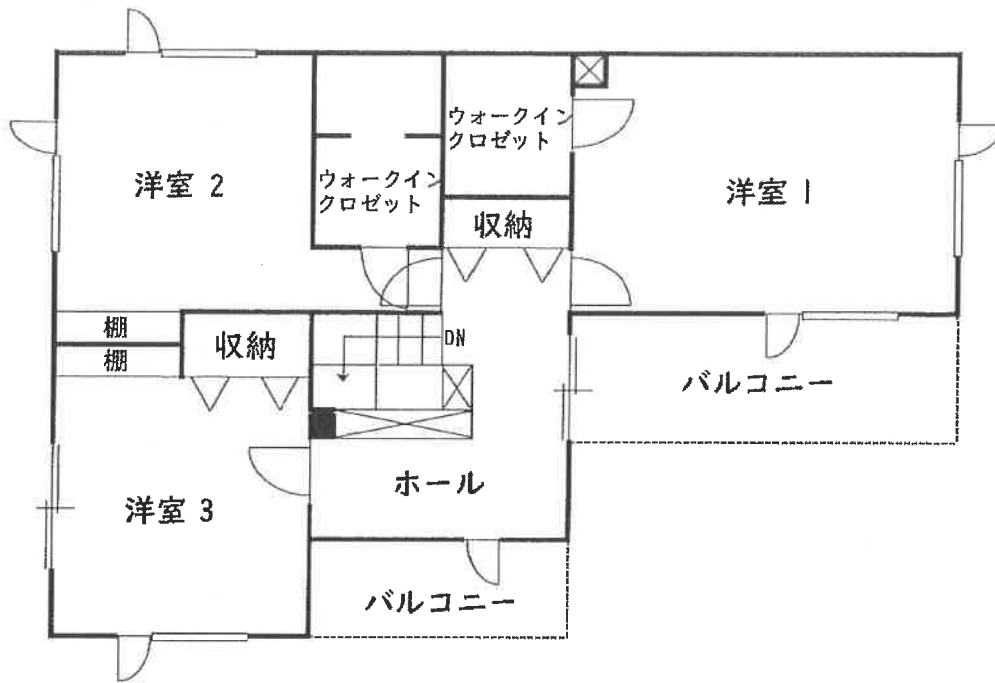 ウォークイン
クロゼット
ウォークイン
クロゼット
洋室 2
洋室 1
収納
棚
棚
収納
DN
バルコニー
ホール
洋室 3
バルコニー